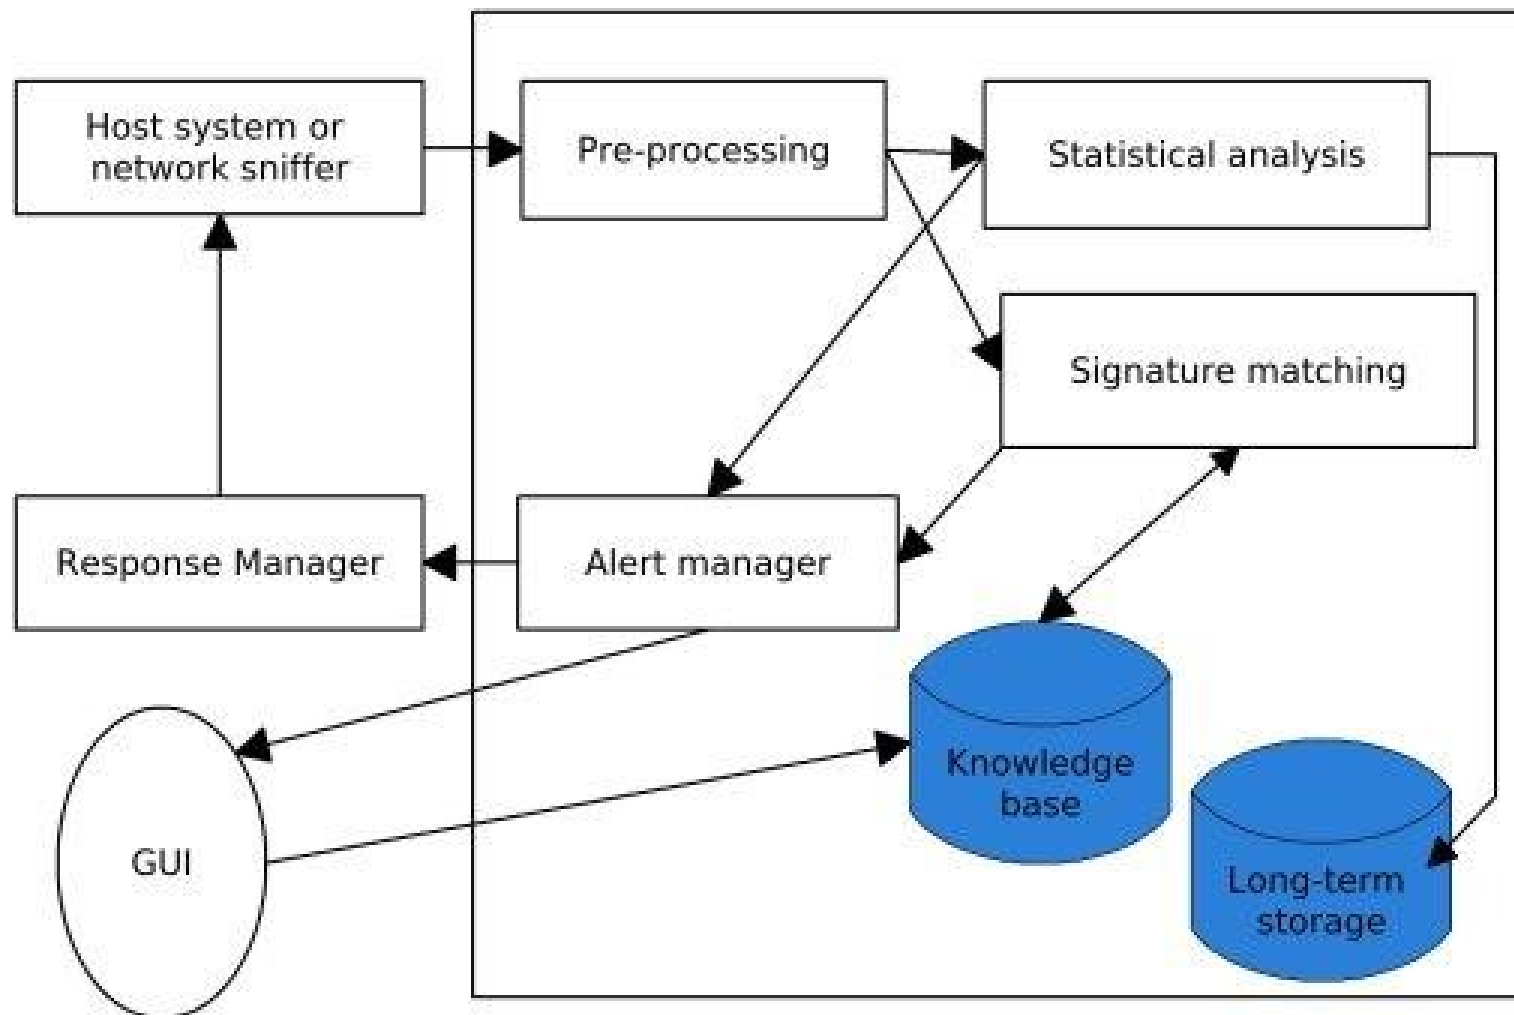 Host system or
network sniffer
Pre-processing
Statistical analysis
Signature matching
Response Manager
Alert manager
Knowledge
base
GUI
Long-term
storage